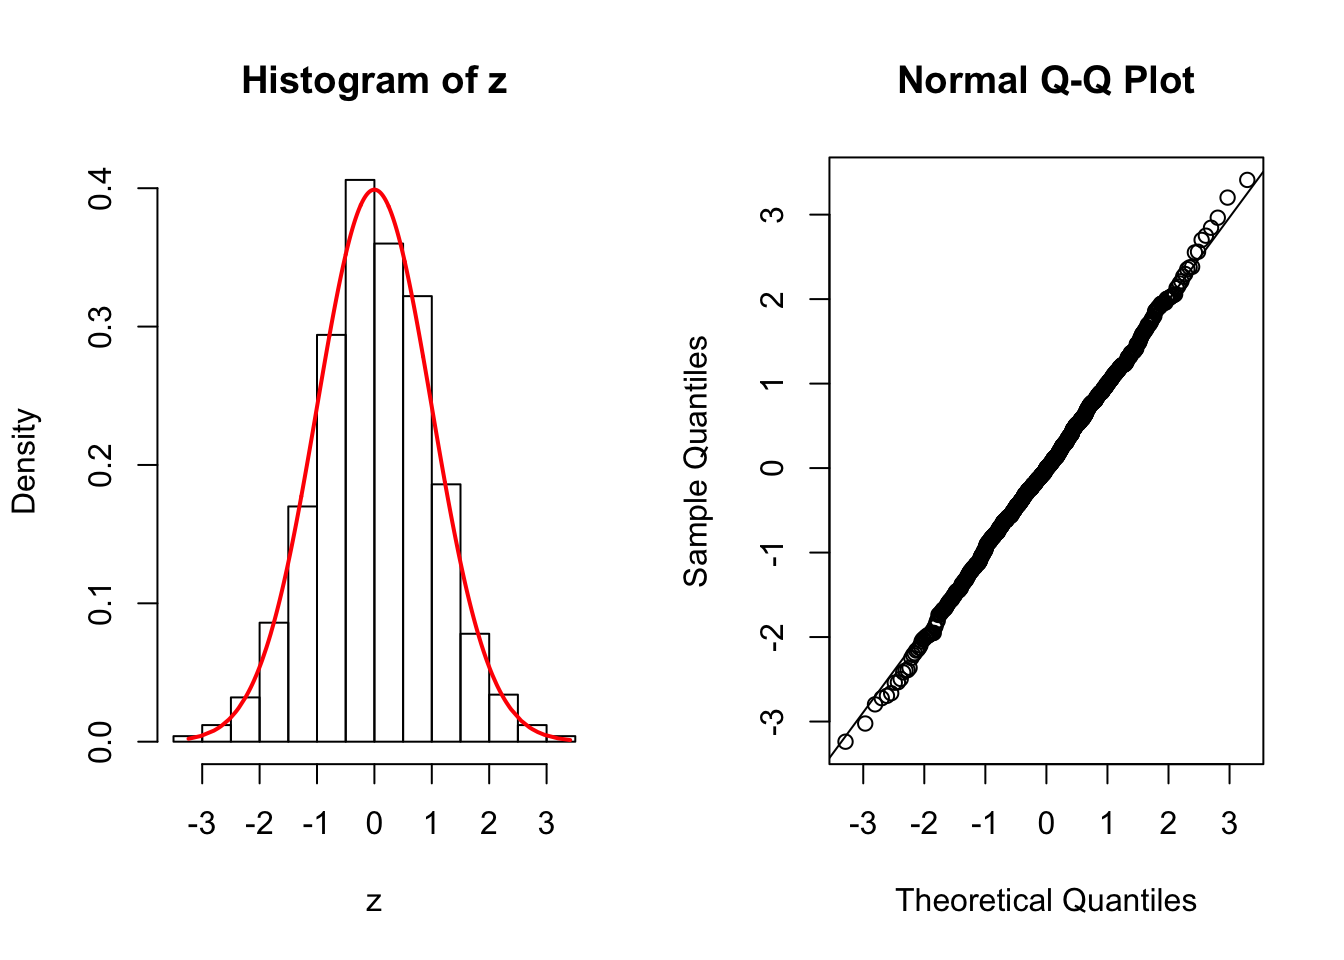 Histogram of z
Density
0.0 0.1 0.2 0.3 0.4
-3 -2 -1 0 1 2 3
z
Normal Q-Q Plot
Sample Quantiles
-3 -2 -1 0 1 2 3
-3 -2 -1 0 1 2 3
Theoretical Quantiles